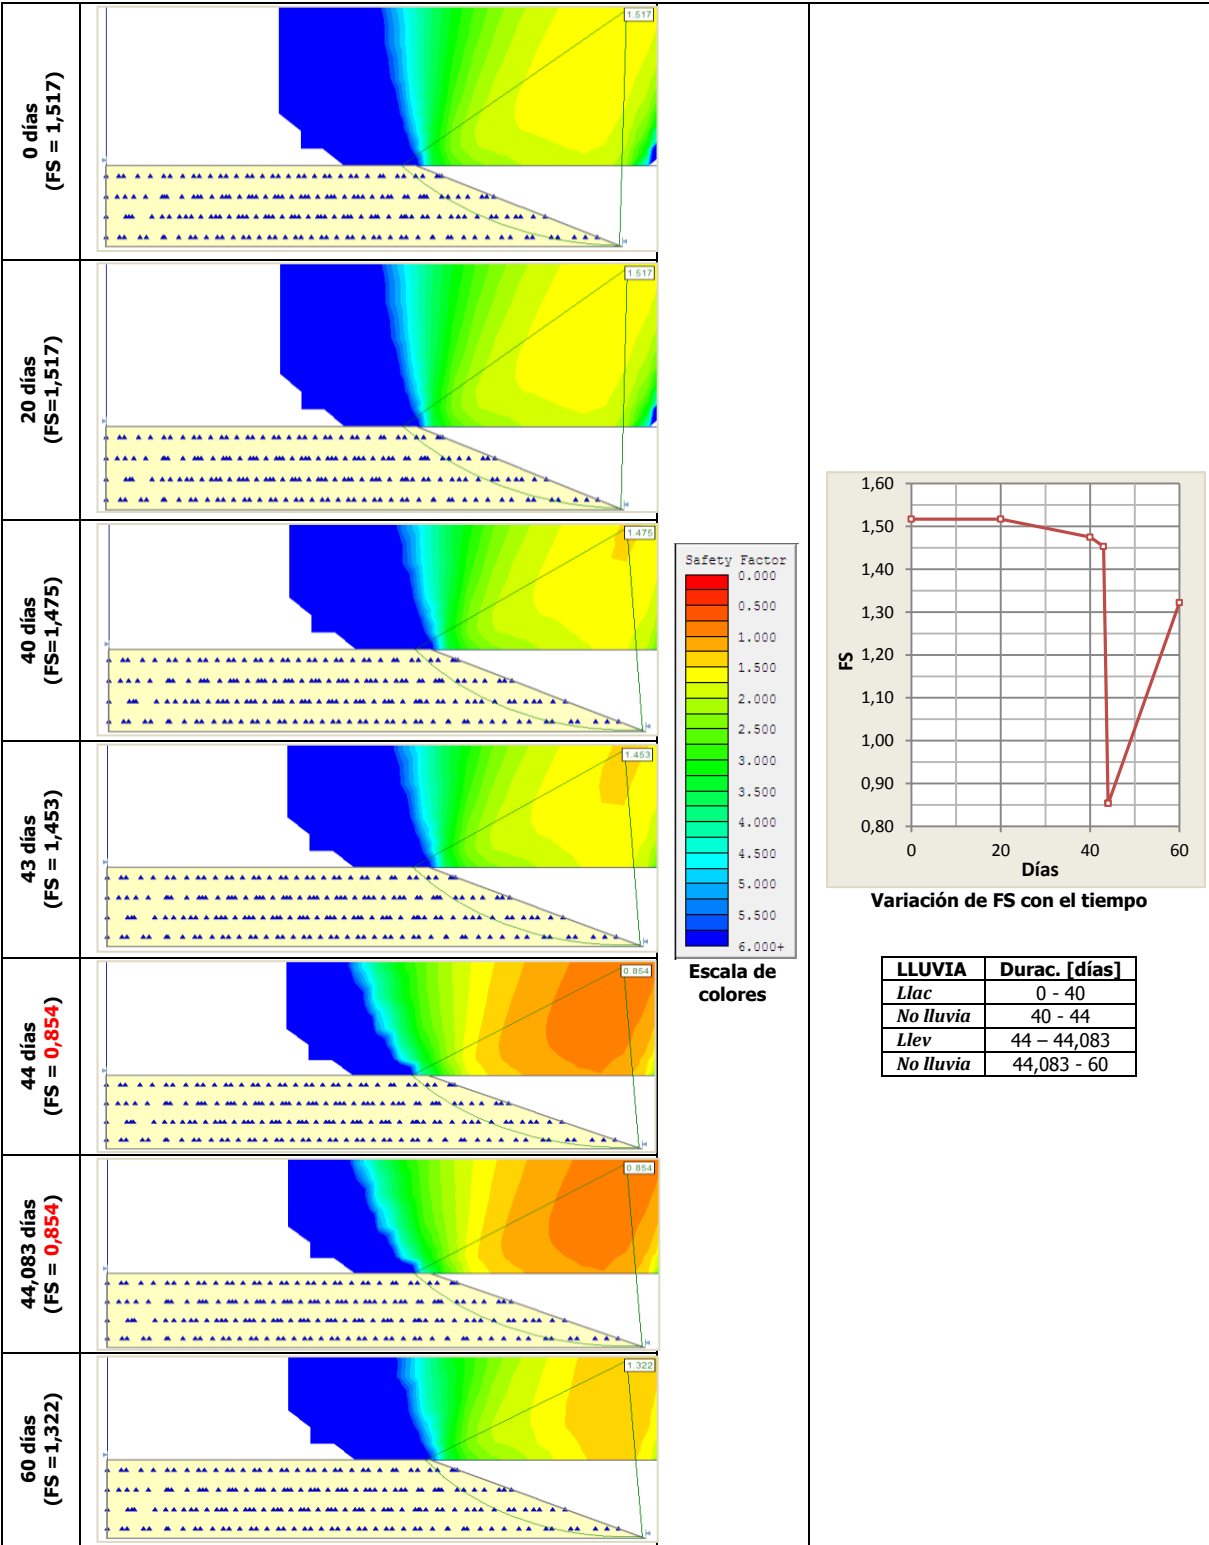 0 días
(FS = 1,517)
1.517
20 días
(FS=1,517)
1.517
40 días
(FS=1,475)
1.475
43 días
(FS = 1,453)
1.453
44 días
(FS = 0,854)
0.854
44,083 días
(FS = 0,854)
0.854
60 días
(FS =1,322)
1.322
Safety Factor
0.000
0.500
1.000
1.500
2.000
2.500
3.000
3.500
4.000
4.500
5.000
5.500
6.000+
Escala de
colores
1,60
1,50
1,40
1,30
1,20
1,10
1,00
0,90
0,80
FS
0 20 40 60
Días
Variación de FS con el tiempo
LLUVIA Durac. [días]
Llac 0 - 40
No lluvia 40 - 44
Llev 44 – 44,083
No lluvia 44,083 - 60